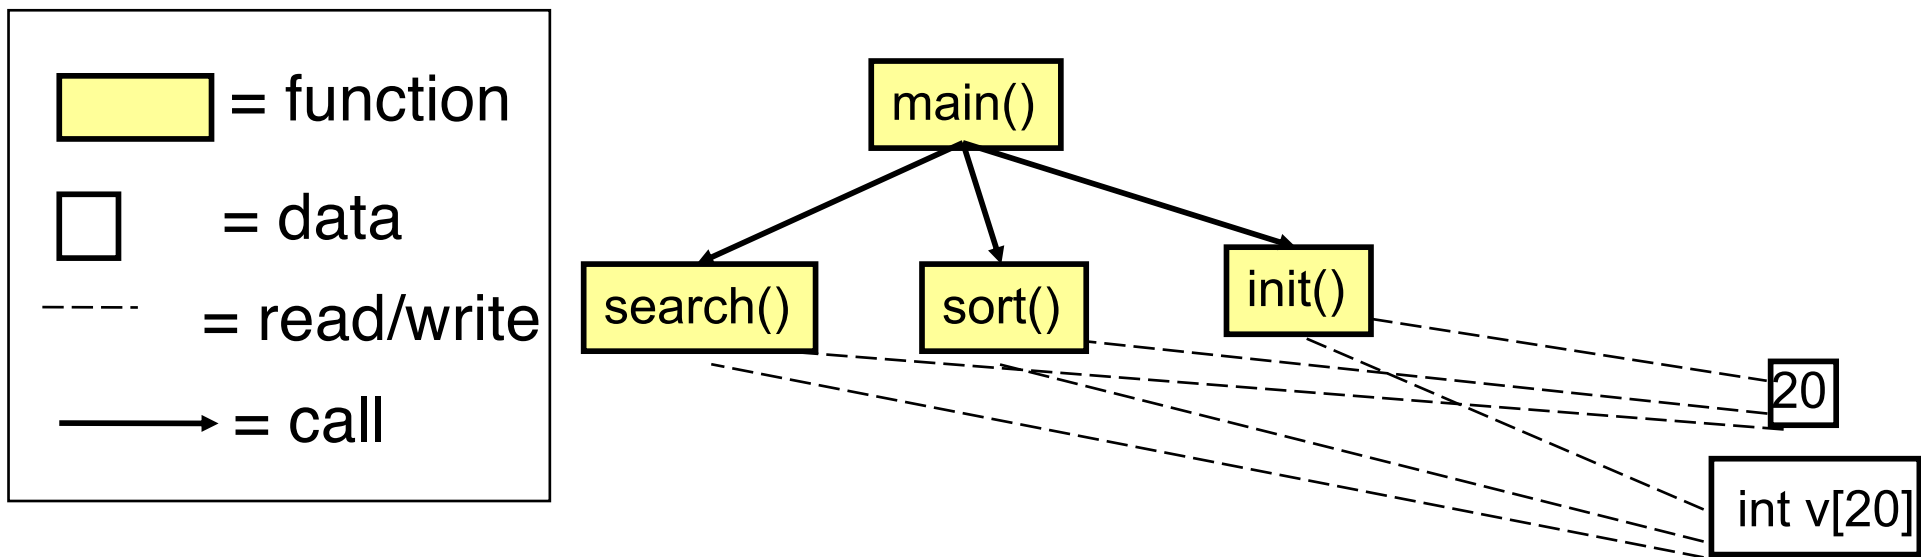 = function
= data
= read/write
= call
main()
search()
sort()
init()
20
int v[20]